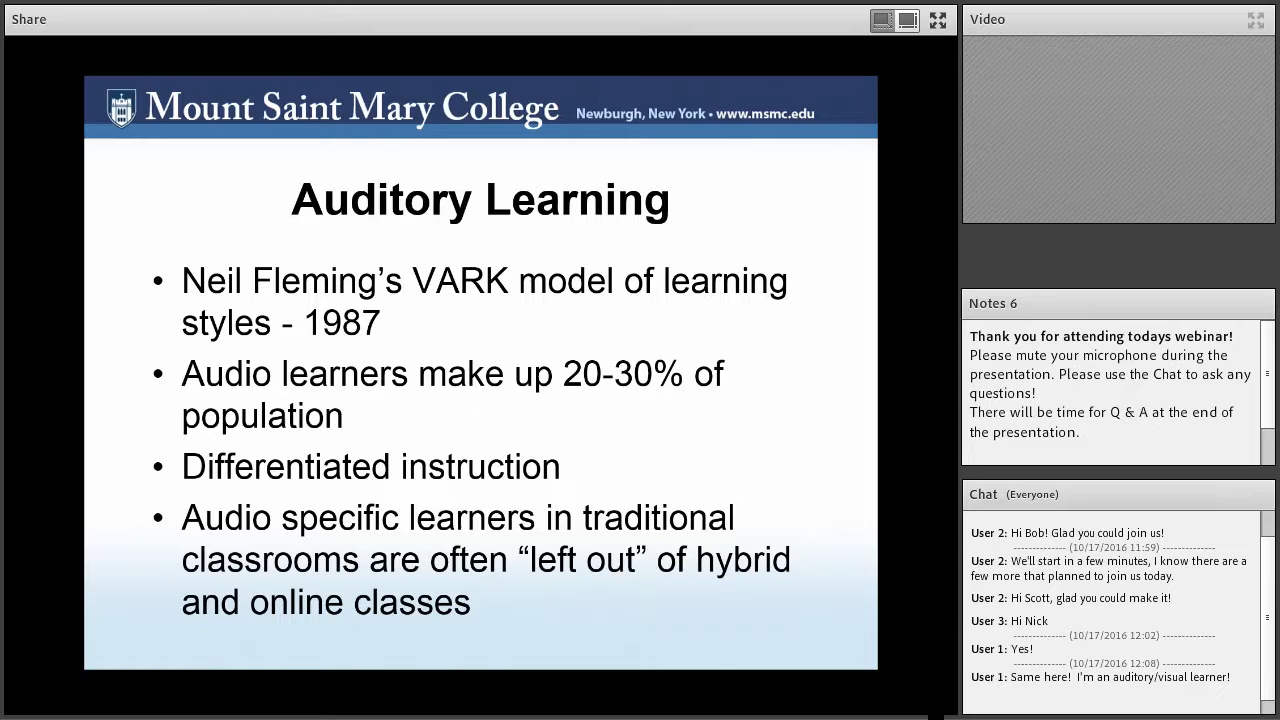 Share
Mount Saint Mary College Newburgh, New York • www.msmc.edu
Auditory Learning
• Neil Fleming’s VARK model of learning
styles - 1987
• Audio learners make up 20-30% of
population
• Differentiated instruction
• Audio specific learners in traditional
classrooms are often “left out” of hybrid
and online classes
Video
Notes 6
Thank you for attending todays webinar!
Please mute your microphone during the
presentation. Please use the Chat to ask any
questions!
There will be time for Q & A at the end of
the presentation.
Chat (Everyone)
User 2: Hi Bob! Glad you could join us!
------------- (10/17/2016 11:59) -------------
User 2: We'll start in a few minutes, I know there are a
few more that planned to join us today.
User 2: Hi Scott, glad you could make it!
User 3: Hi Nick
------------- (10/17/2016 12:02) -------------
User 1: Yes!
------------- (10/17/2016 12:08) -------------
User 1: Same here! I'm an auditory/visual learner!